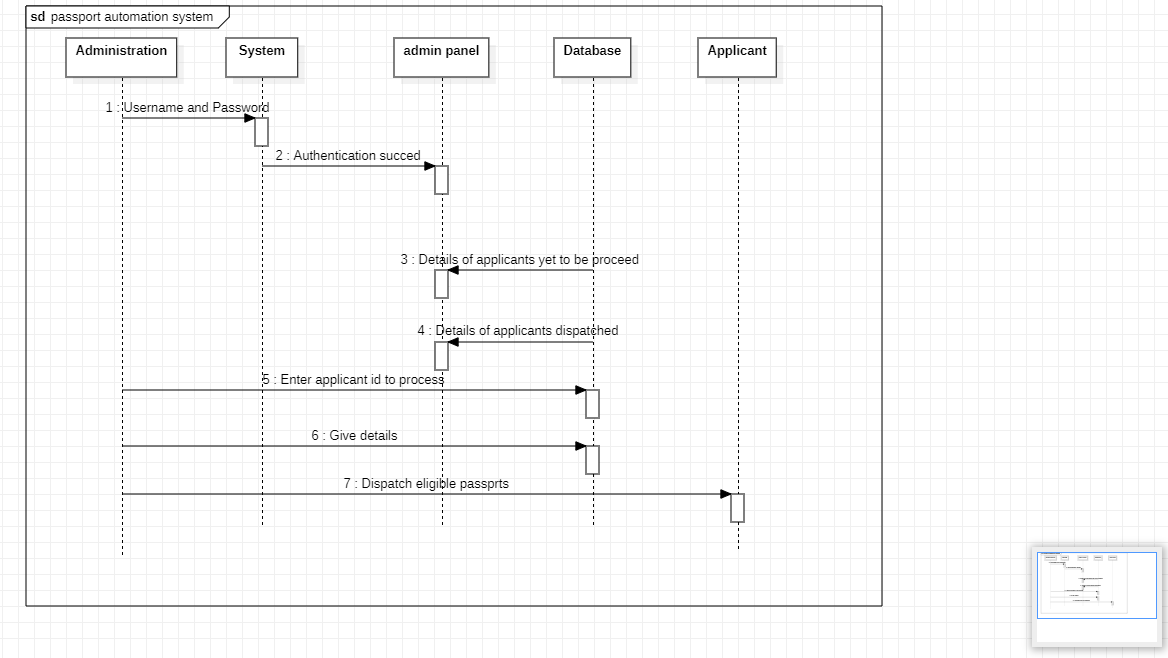 sd passport automation system
Administration
System
admin panel
Database
Applicant
1 : Username and Password
2 : Authentication succed
3 : Details of applicants yet to be proceed
4 : Details of applicants dispatched
5 : Enter applicant id to process
6 : Give details
7 : Dispatch eligible passprts